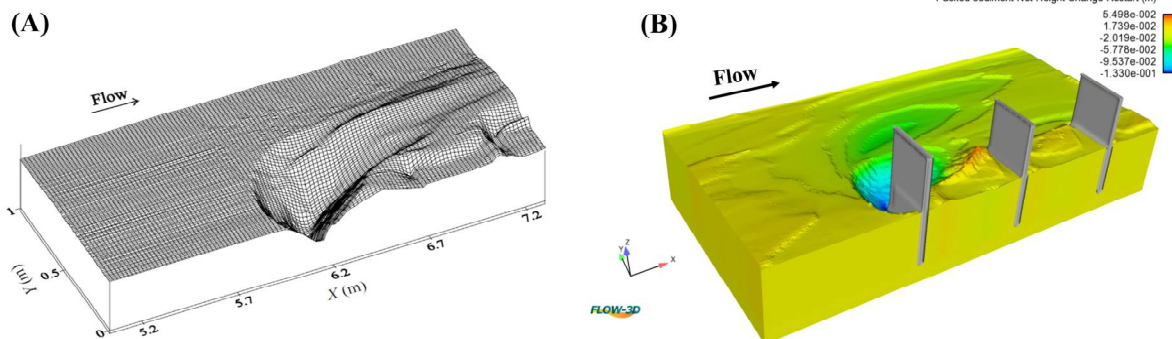 (A)
Flow
1
0.5
0
Y(m)
5.2
5.7
6.2
6.7
7.2
X (m)
(B)
Packed Sediment Net Height Change Restart (m)
5.498e-002
1.739e-002
-2.019e-002
-5.778e-002
-9.537e-002
-1.330e-001
Flow
Z
Y
X
FLOW-3D